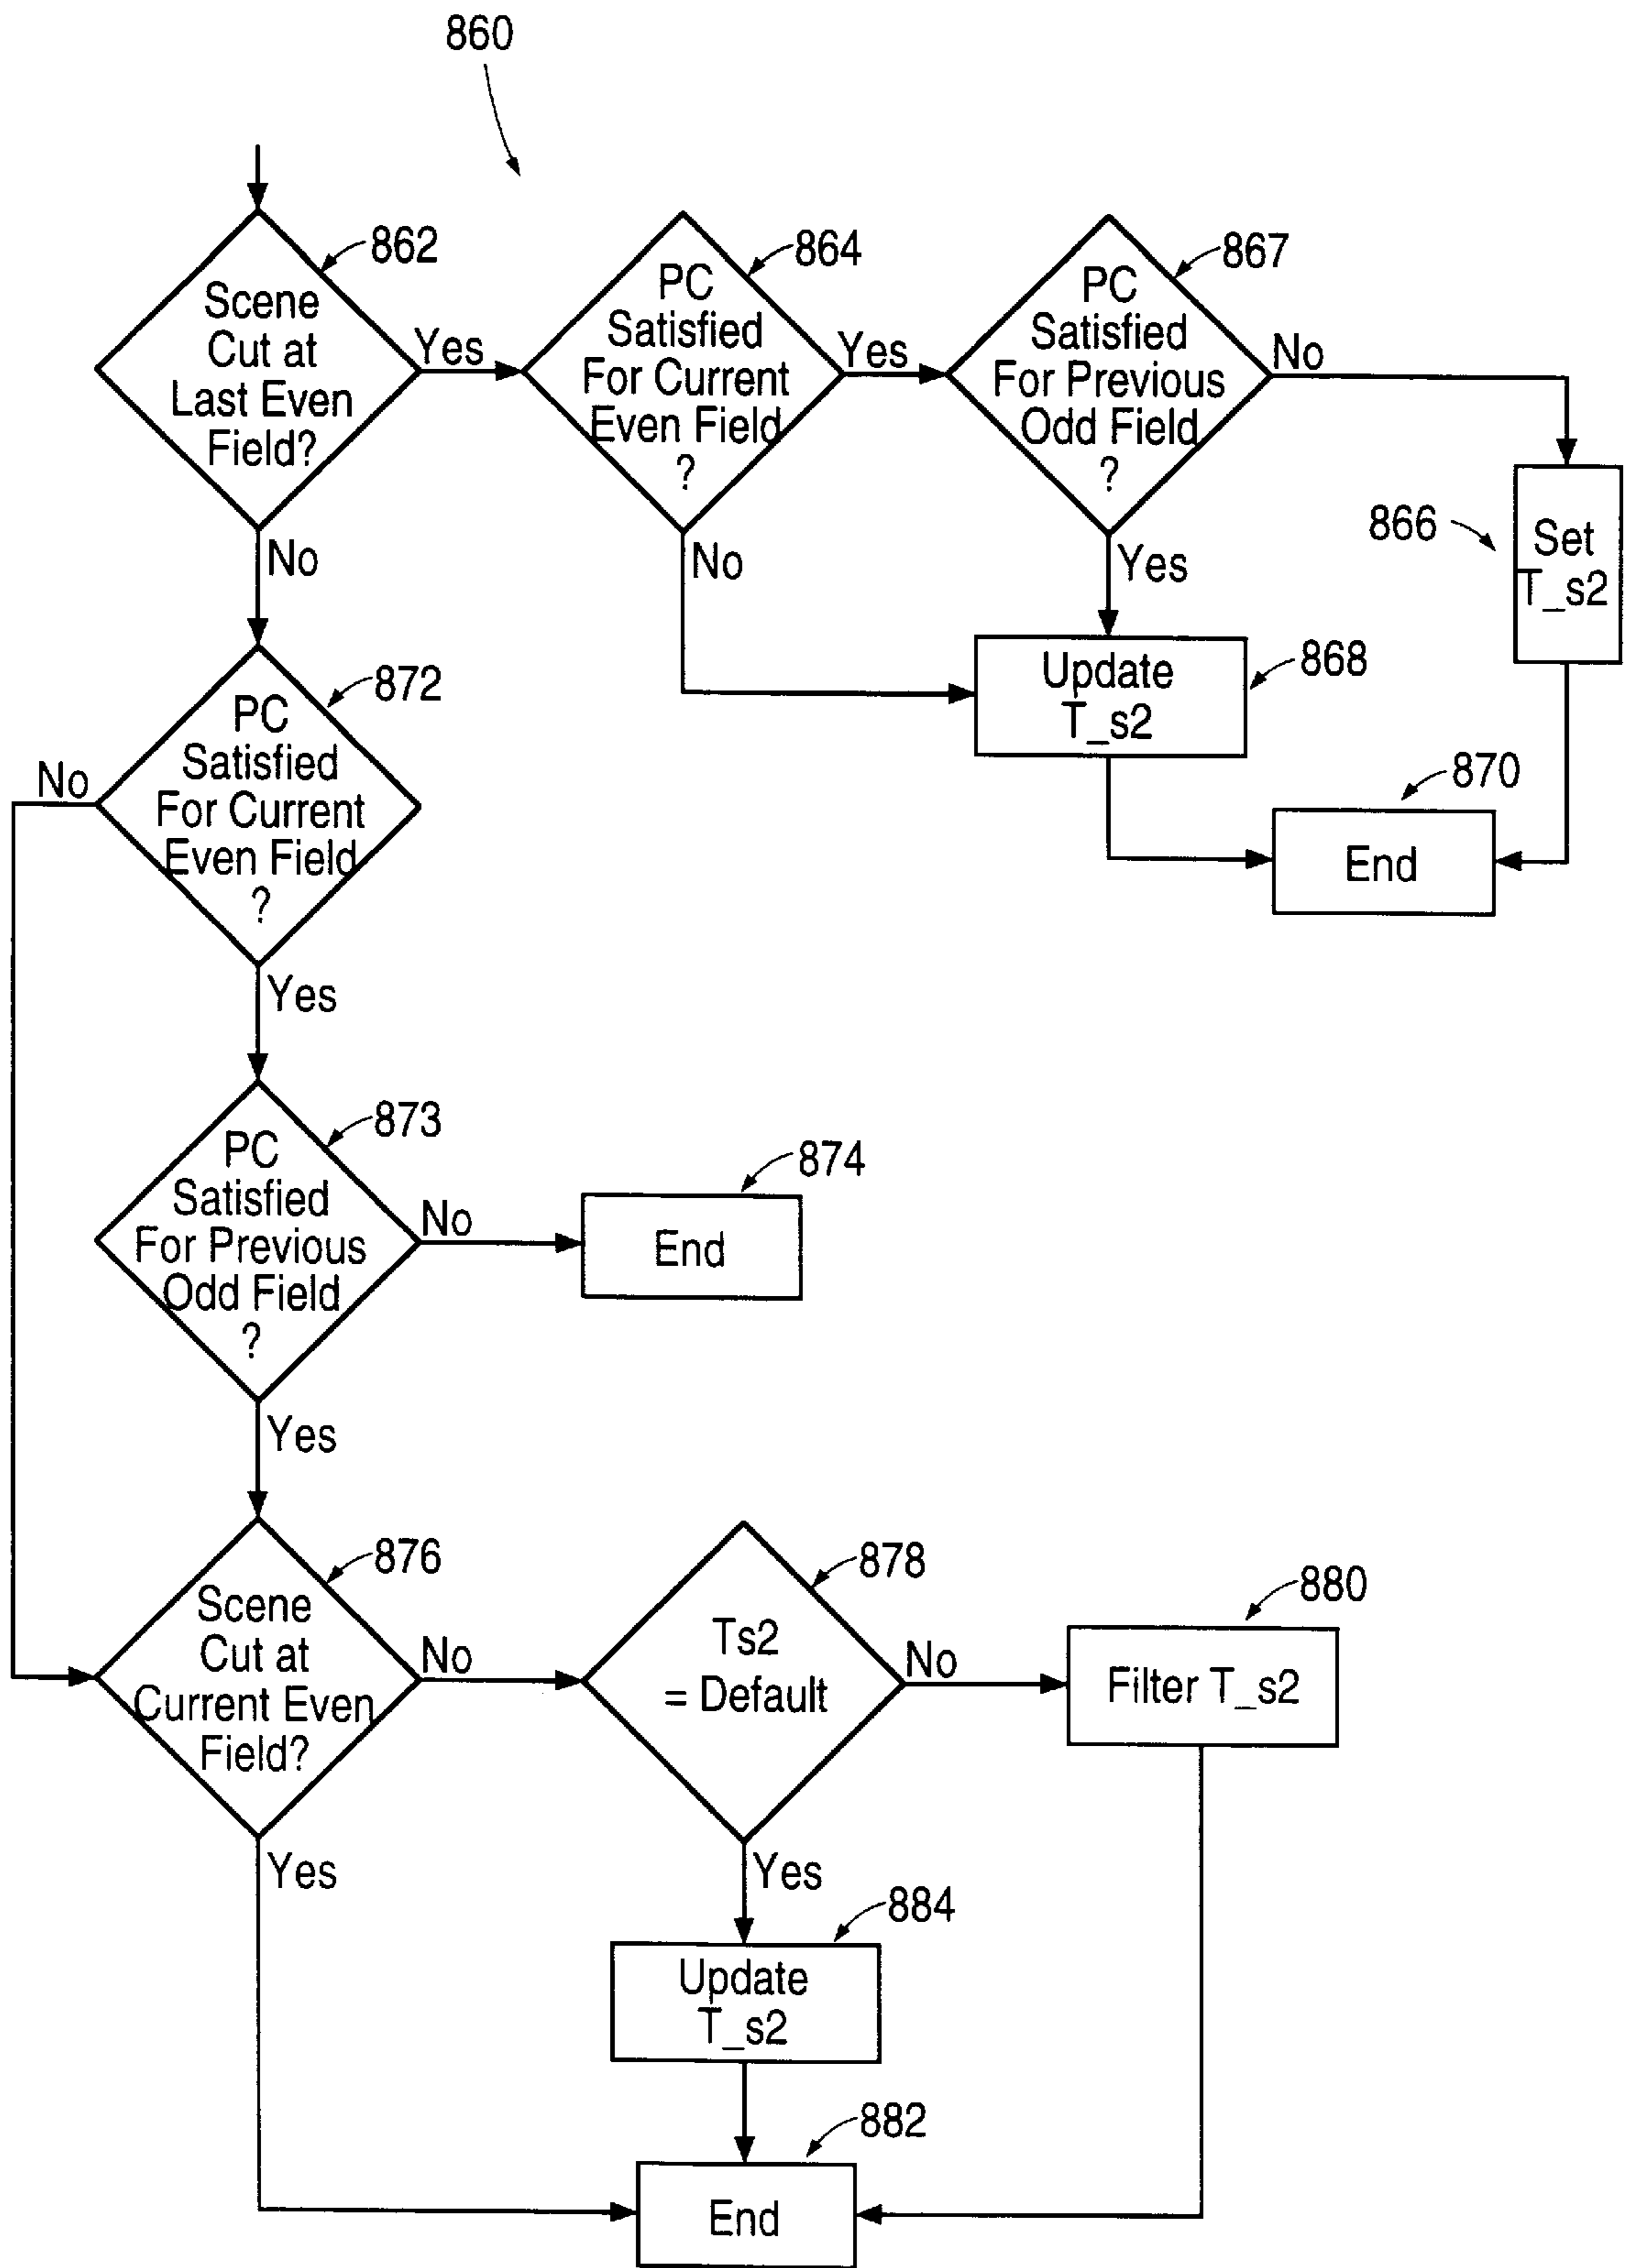 860
862
Scene
Cut at
Last Even
Field?
Yes
No
864
PC
Satisfied
For Current
Even Field
?
Yes
No
867
PC
Satisfied
For Previous
Odd Field
?
No
Yes
866
Set
T_s2
868
Update
T_s2
870
End
872
PC
Satisfied
For Current
Even Field
?
No
Yes
873
PC
Satisfied
For Previous
Odd Field
?
No
Yes
874
End
876
Scene
Cut at
Current Even
Field?
No
Yes
878
Ts2
= Default
No
Yes
880
Filter T_s2
884
Update
T_s2
882
End